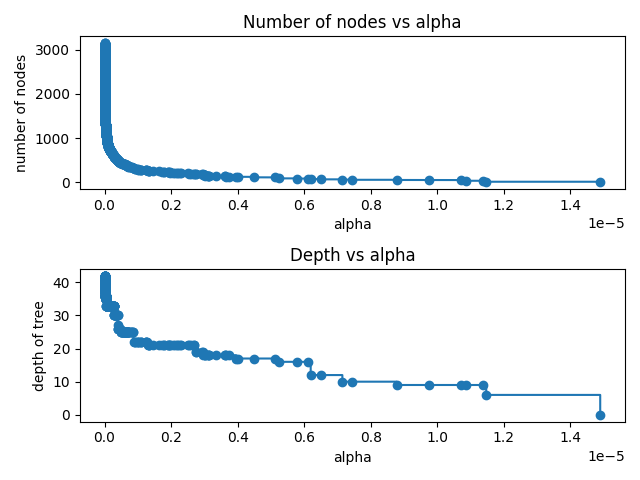 Number of nodes vs alpha
number of nodes
3000
2000
1000
0
0.0 0.2 0.4 0.6 0.8 1.0 1.2 1.4
1e−5
alpha
Depth vs alpha
depth of tree
40
30
20
10
0
0.0 0.2 0.4 0.6 0.8 1.0 1.2 1.4
1e−5
alpha